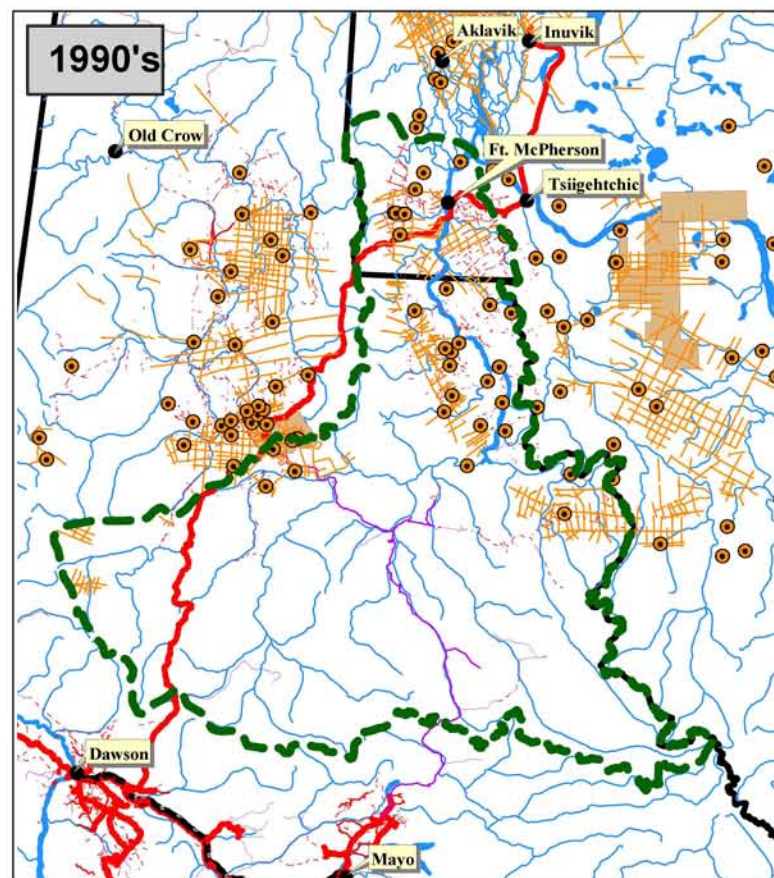 1990's
Aklavik
Inuvik
Old Crow
Ft. McPherson
Tsiigehtchic
Dawson
Mayo